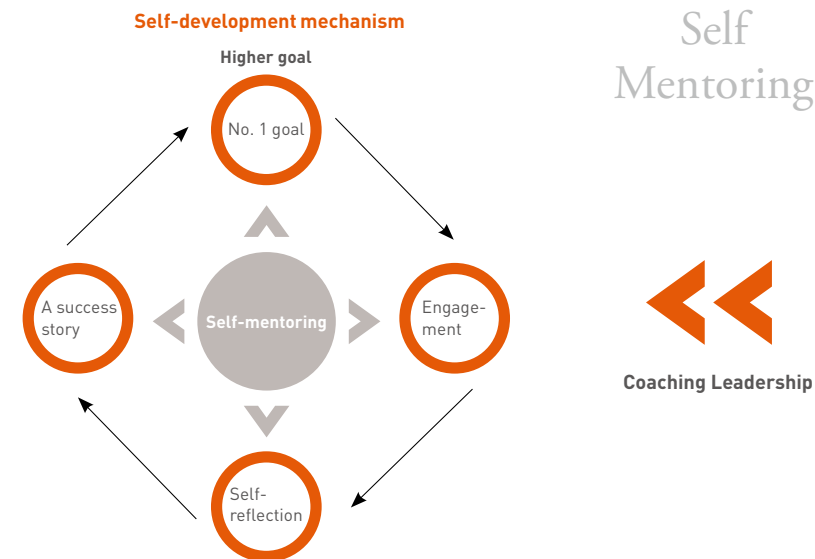 Self-development mechanism
Higher goal
No. 1 goal
Self
Mentoring
A success
story
Self-mentoring
Engage-
ment
Coaching Leadership
Self-
reflection